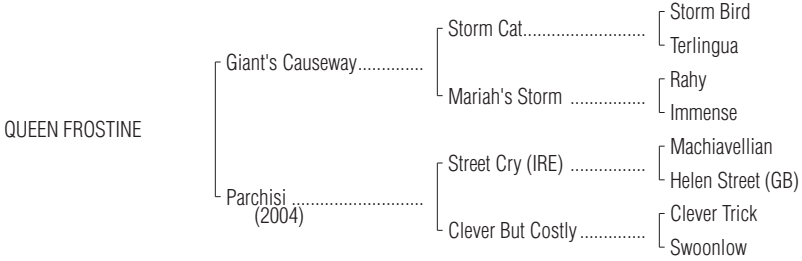 Storm Bird
Storm Cat..........................
Terlingua
Giant's Causeway..............
Rahy
Mariah's Storm ................
Immense
QUEEN FROSTINE
Machiavellian
Street Cry (IRE) ................
Helen Street (GB)
Parchisi ............................
(2004)
Clever Trick
Clever But Costly ..............
Swoonlow